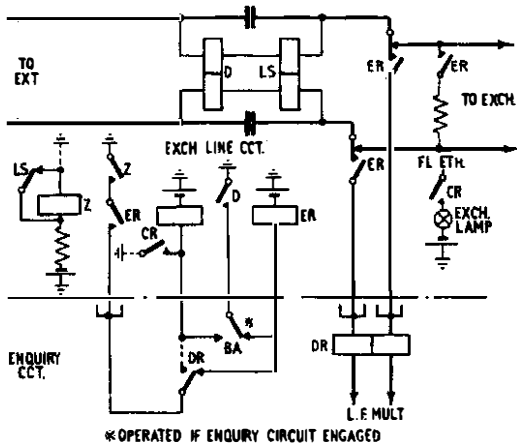 TO
EXT
D
LS
ER
ER
TO EXCH.
EXCH LINE CCT.
ER
FL ETH.
LS
Z
Z
ER
CR
D
ER
CR
EXCH.
LAMP
*
BA
DR
DR
ENQUIRY
CCT.
L.F. MULT
* OPERATED IF ENQUIRY CIRCUIT ENGAGED